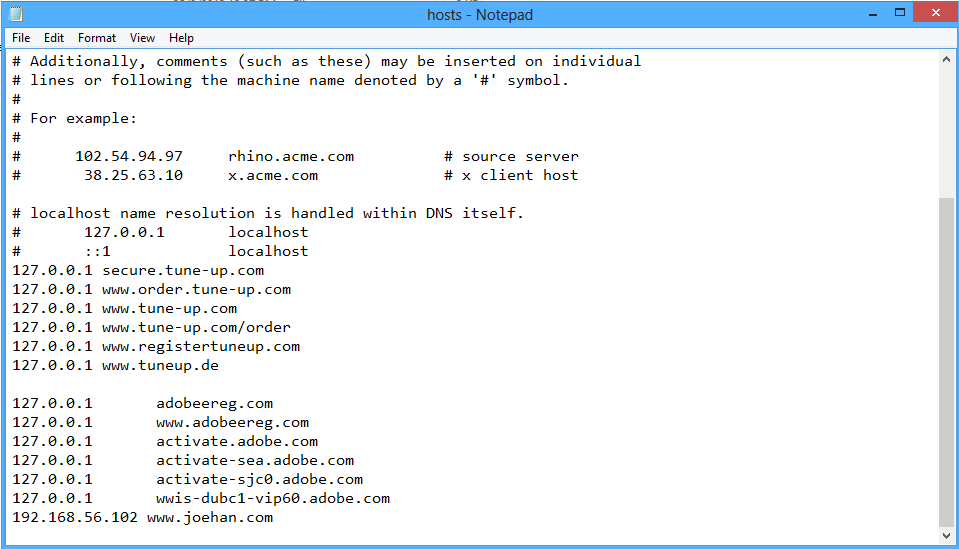 hosts - Notepad
File Edit Format View Help
# Additionally, comments (such as these) may be inserted on individual
# lines or following the machine name denoted by a '#' symbol.
#
# For example:
#
#      102.54.94.97     rhino.acme.com          # source server
#       38.25.63.10     x.acme.com              # x client host

# localhost name resolution is handled within DNS itself.
#       127.0.0.1       localhost
#       ::1             localhost
127.0.0.1 secure.tune-up.com
127.0.0.1 www.order.tune-up.com
127.0.0.1 www.tune-up.com
127.0.0.1 www.tune-up.com/order
127.0.0.1 www.registertuneup.com
127.0.0.1 www.tuneup.de

127.0.0.1       adobeereg.com
127.0.0.1       www.adobeereg.com
127.0.0.1       activate.adobe.com
127.0.0.1       activate-sea.adobe.com
127.0.0.1       activate-sjc0.adobe.com
127.0.0.1       wwis-dubc1-vip60.adobe.com
192.168.56.102 www.joehan.com